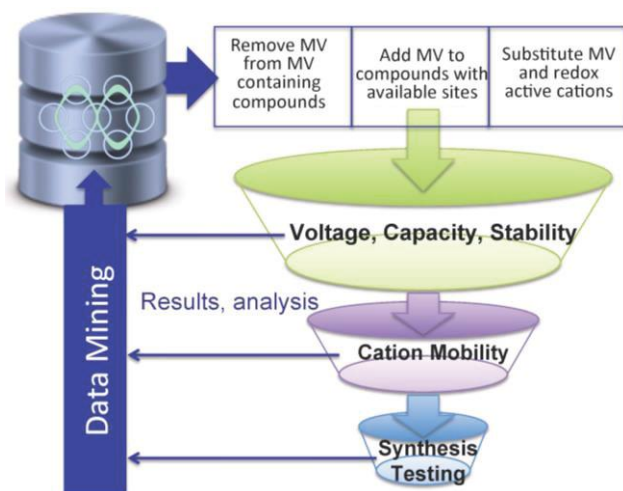 Remove MV
from MV
containing
compounds
Add MV to
compounds with
available sites
Substitute MV
and redox
active cations
Voltage, Capacity, Stability
Results, analysis
Cation Mobility
Synthesis
Testing
Data Mining